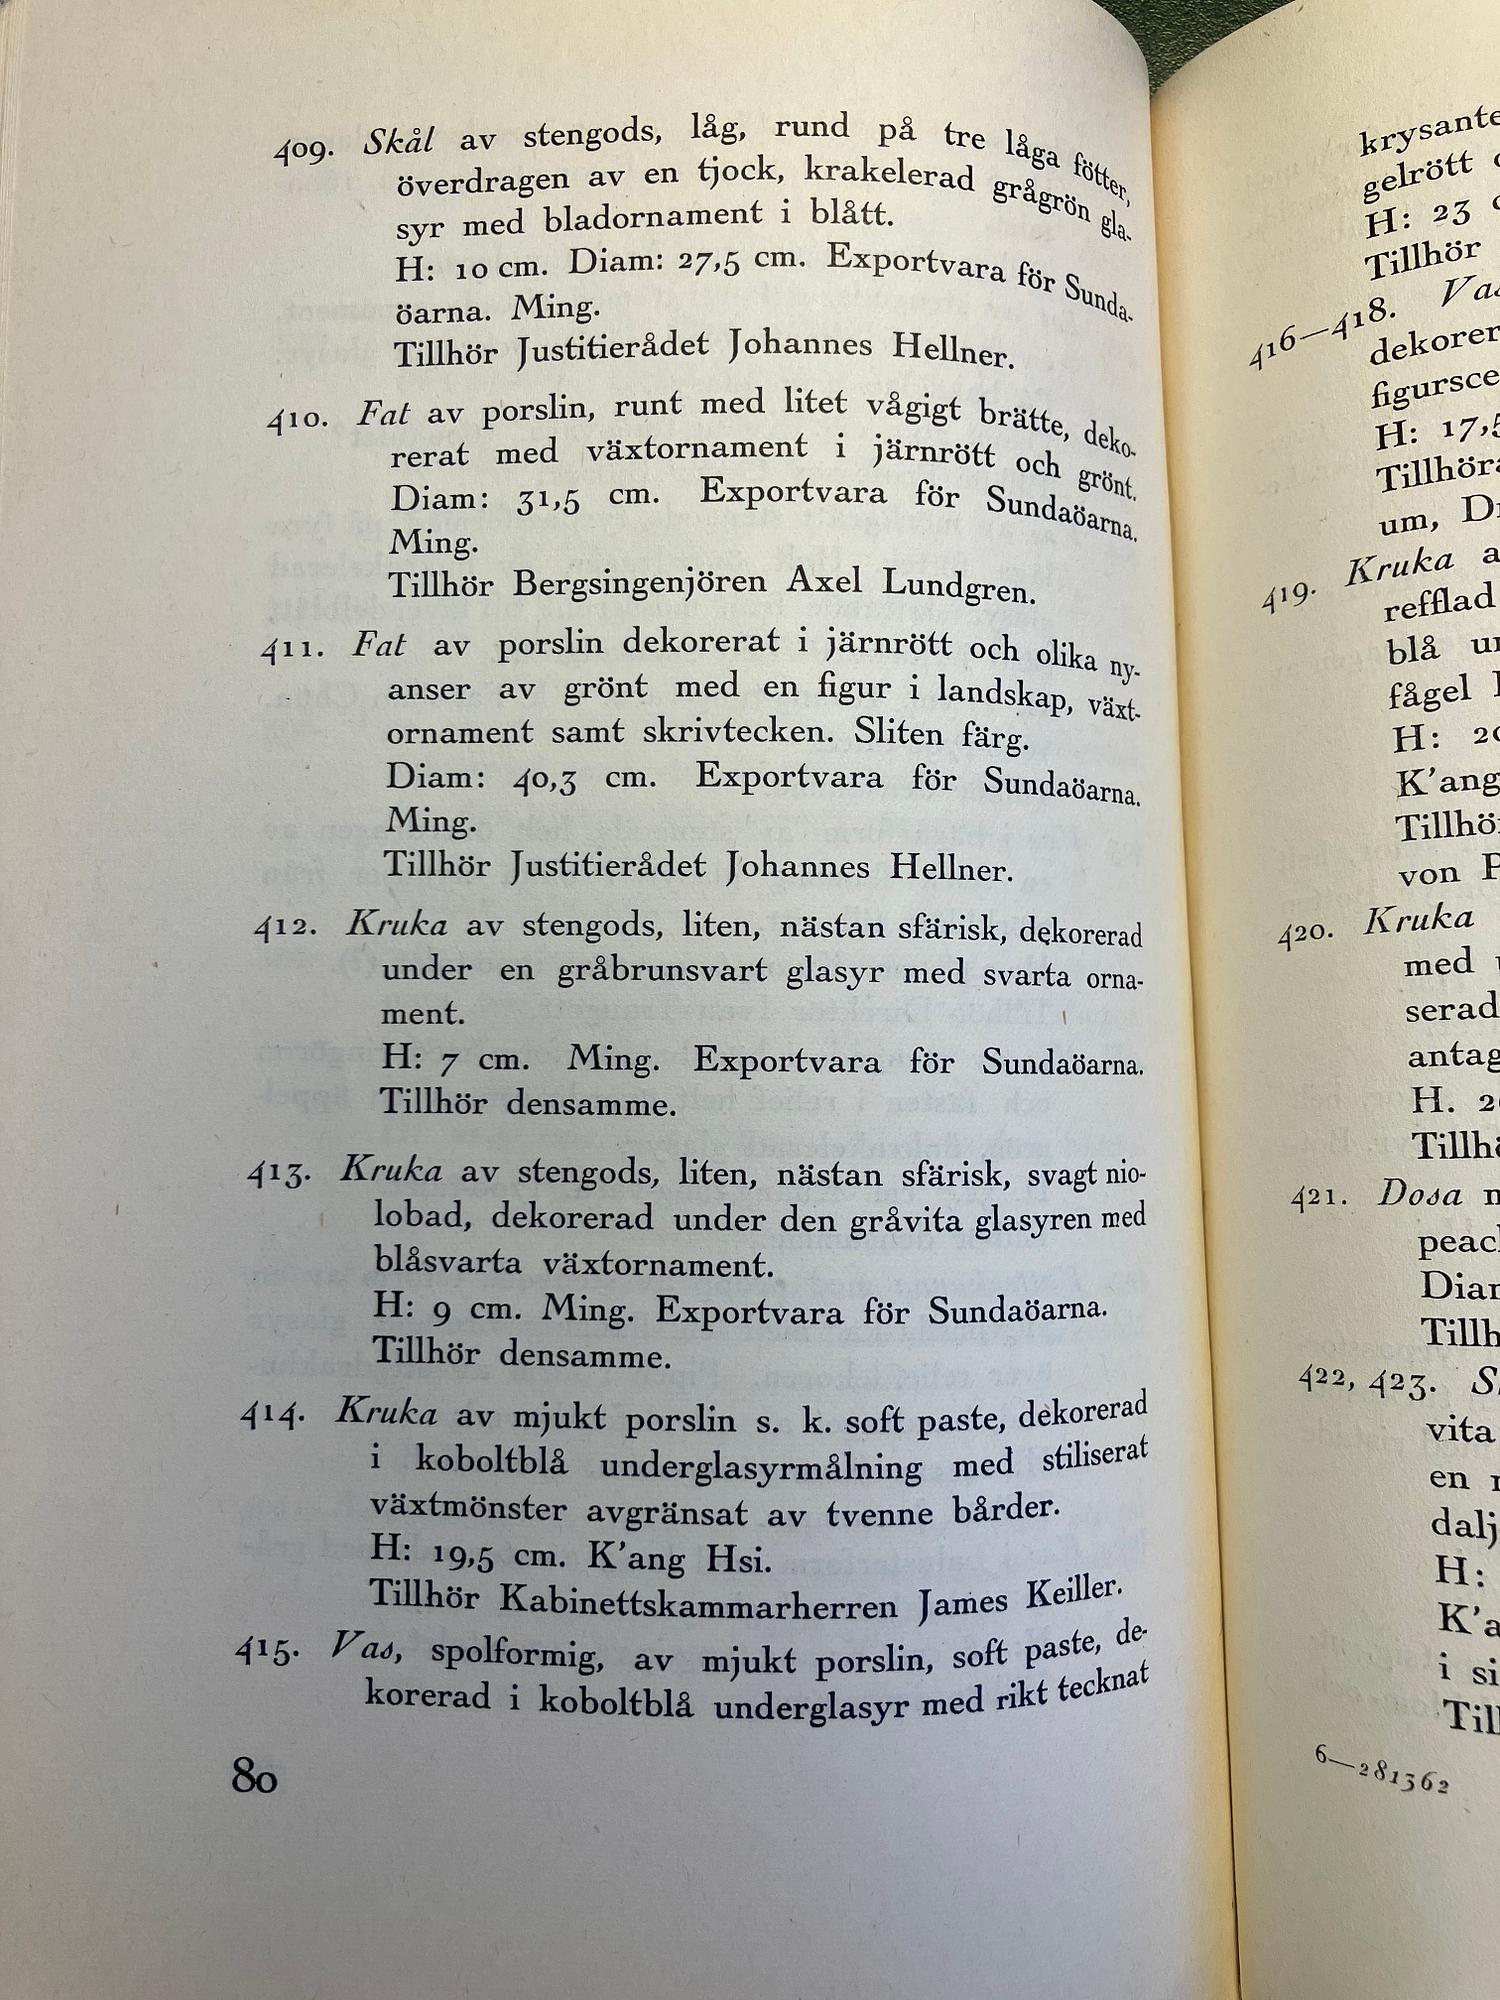 409. Skål av stengods, låg, rund på tre låga fötter,
överdragen av en tjock, krakelerad grågrön gla-
syr med bladornament i blått.
H: 10 cm. Diam: 27,5 cm. Exportvara för Sunda-
öarna. Ming.
Tillhör Justitierådet Johannes Hellner.
410. Fat av porslin, runt med litet vågigt brätte, deko-
rerat med växtornament i järnrött och grönt.
Diam: 31,5 cm. Exportvara för Sundaöarna.
Ming.
Tillhör Bergsingenjören Axel Lundgren.
411. Fat av porslin dekorerat i järnrött och olika ny-
anser av grönt med en figur i landskap, växt-
ornament samt skrivtecken. Sliten färg.
Diam: 40,3 cm. Exportvara för Sundaöarna.
Ming.
Tillhör Justitierådet Johannes Hellner.
412. Kruka av stengods, liten, nästan sfärisk, dekorerad
under en gråbrunsvart glasyr med svarta orna-
ment.
H: 7 cm. Ming. Exportvara för Sundaöarna.
Tillhör densamme.
413. Kruka av stengods, liten, nästan sfärisk, svagt nio-
lobad, dekorerad under den gråvita glasyren med
blåsvarta växtornament.
H: 9 cm. Ming. Exportvara för Sundaöarna.
Tillhör densamme.
414. Kruka av mjukt porslin s. k. soft paste, dekorerad
i koboltblå underglasyrmålning med stiliserat
växtmönster avgränsat av tvenne bårder.
H: 19,5 cm. K'ang Hsi.
Tillhör Kabinettskammarherren James Keiller.
415. Vas, spolformig, av mjukt porslin, soft paste, de-
korerad i koboltblå underglasyr med rikt tecknat
80
krysante
gelrött
H: 23
Tillhör
416—418. Vas
dekorer
figursce
H: 17,5
Tillhöra
um, D
419. Kruka a
refflad
blå un
fågel
H: 20
K'ang
Tillhö
von P
420. Kruka
med
serad
antag
H. 2
Tillh
421. Dosa
peac
Diam
Tillh
422, 423. S
vita
en
dalj
H:
K'a
i si
Till
6—281362